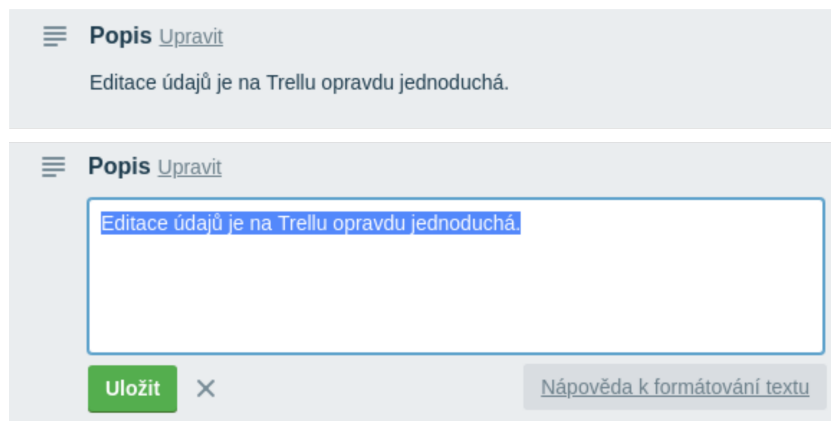 Popis Upravit
Editace údajů je na Trellu opravdu jednoduchá.
Popis Upravit
Editace údajů je na Trellu opravdu jednoduchá.
Uložit
Nápověda k formátování textu